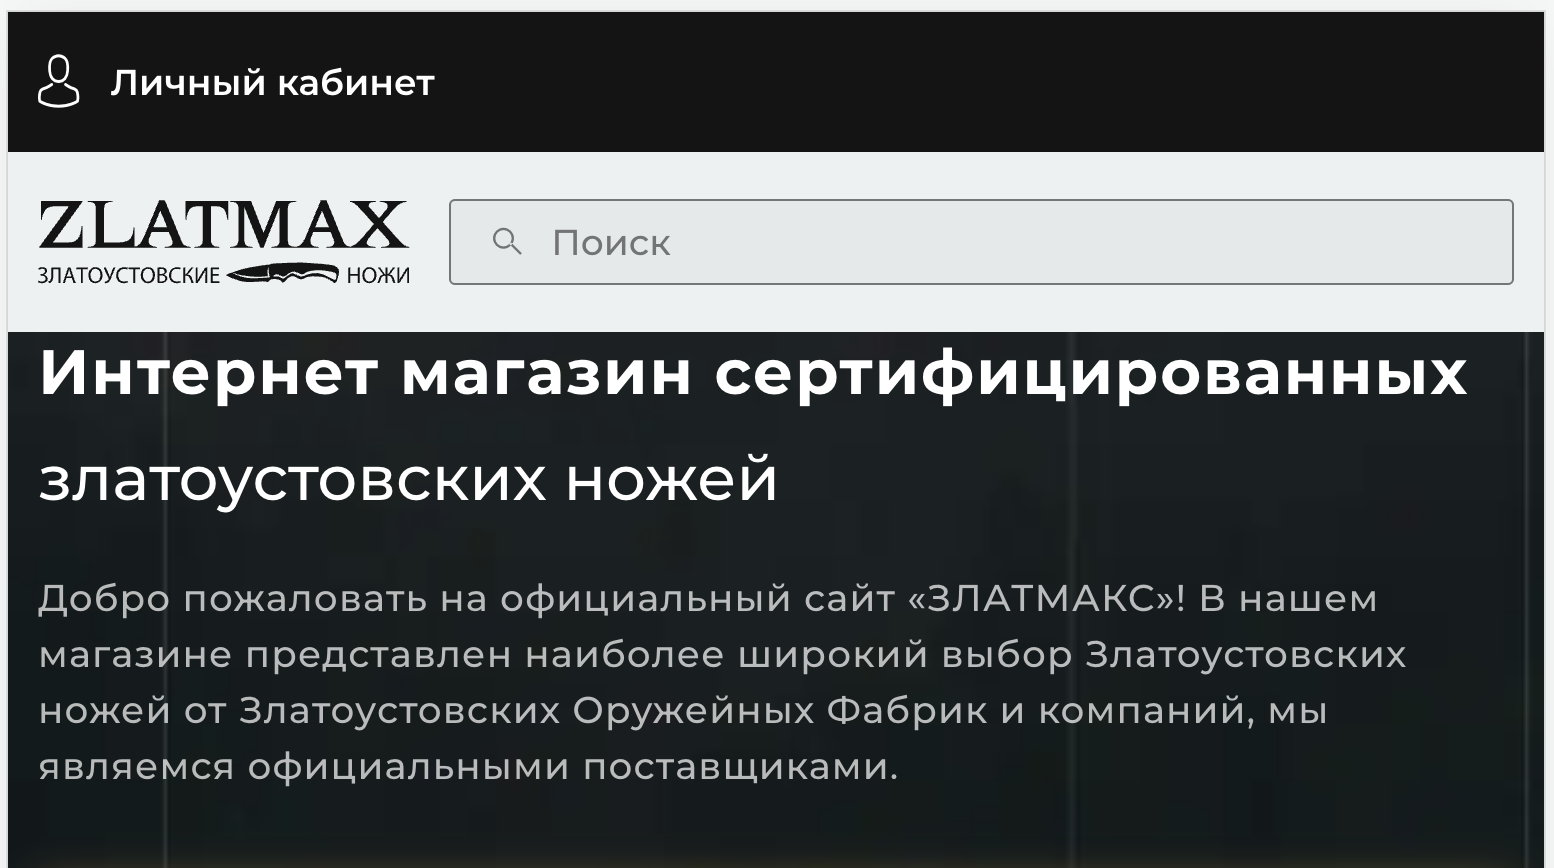 Личный кабинет
ZLATMAX
ЗЛАТОУСТОВСКИЕ НОЖИ
Поиск
Интернет магазин сертифицированных
златоустовских ножей
Добро пожаловать на официальный сайт «ЗЛАТМАКС»! В нашем
магазине представлен наиболее широкий выбор Златоустовских
ножей от Златоустовских Оружейных Фабрик и компаний, мы
являемся официальными поставщиками.